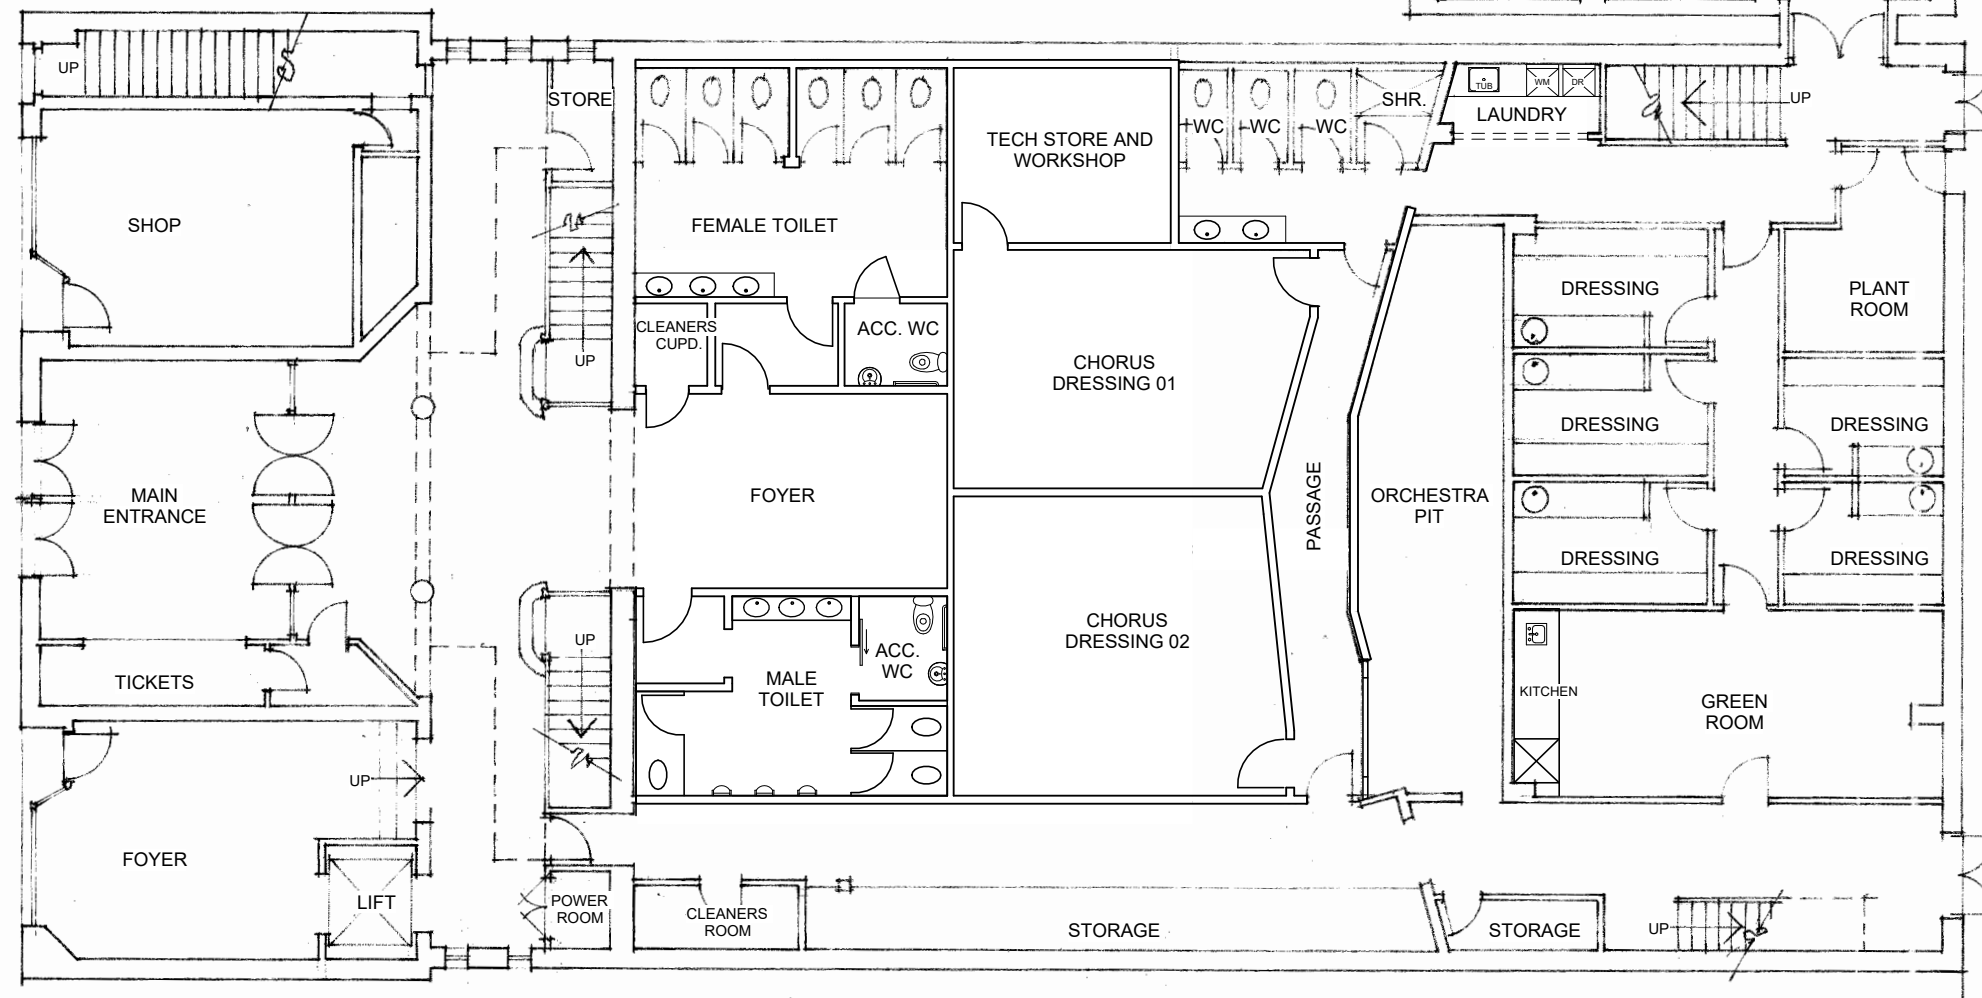 UP
STORE
TUB
WM
DR
SHR.
LAUNDRY
UP
WC
WC
WC
TECH STORE AND
WORKSHOP
SHOP
FEMALE TOILET
DRESSING
PLANT
ROOM
CLEANERS
CUPD.
ACC. WC
UP
CHORUS
DRESSING 01
DRESSING
DRESSING
MAIN
ENTRANCE
FOYER
PASSAGE
ORCHESTRA
PIT
DRESSING
DRESSING
UP
CHORUS
DRESSING 02
TICKETS
MALE
TOILET
ACC.
WC
KITCHEN
GREEN
ROOM
UP
FOYER
LIFT
POWER
ROOM
CLEANERS
ROOM
STORAGE
STORAGE
UP